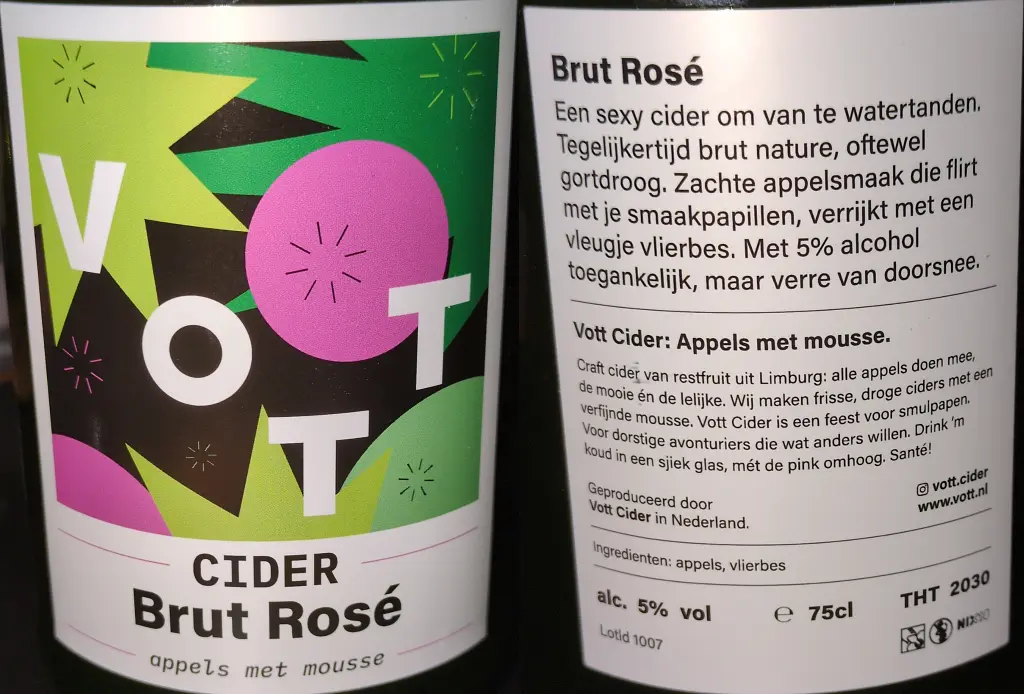 VOTT
CIDER
Brut Rosé
appels met mousse
Brut Rosé
Een sexy cider om van te watertanden.
Tegelijkertijd brut nature, oftewel
gortdroog. Zachte appelsmaak die flirt
met je smaakpapillen, verrijkt met een
vleugje vlierbes. Met 5% alcohol
toegankelijk, maar verre van doorsnee.
Vott Cider: Appels met mousse.
Craft cider van restfruit uit Limburg: alle appels doen mee,
de mooie én de lelijke. Wij maken frisse, droge ciders met een
verfijnde mousse. Vott Cider is een feest voor smulpapen.
Voor dorstige avonturiers die wat anders willen. Drink 'm
koud in een sjiek glas, mét de pink omhoog. Santé!
vott.cider
www.vott.nl
Geproduceerd door
Vott Cider in Nederland.
Ingredienten: appels, vlierbes
alc. 5% vol ℮ 75cl THT 2030
LotId 1007